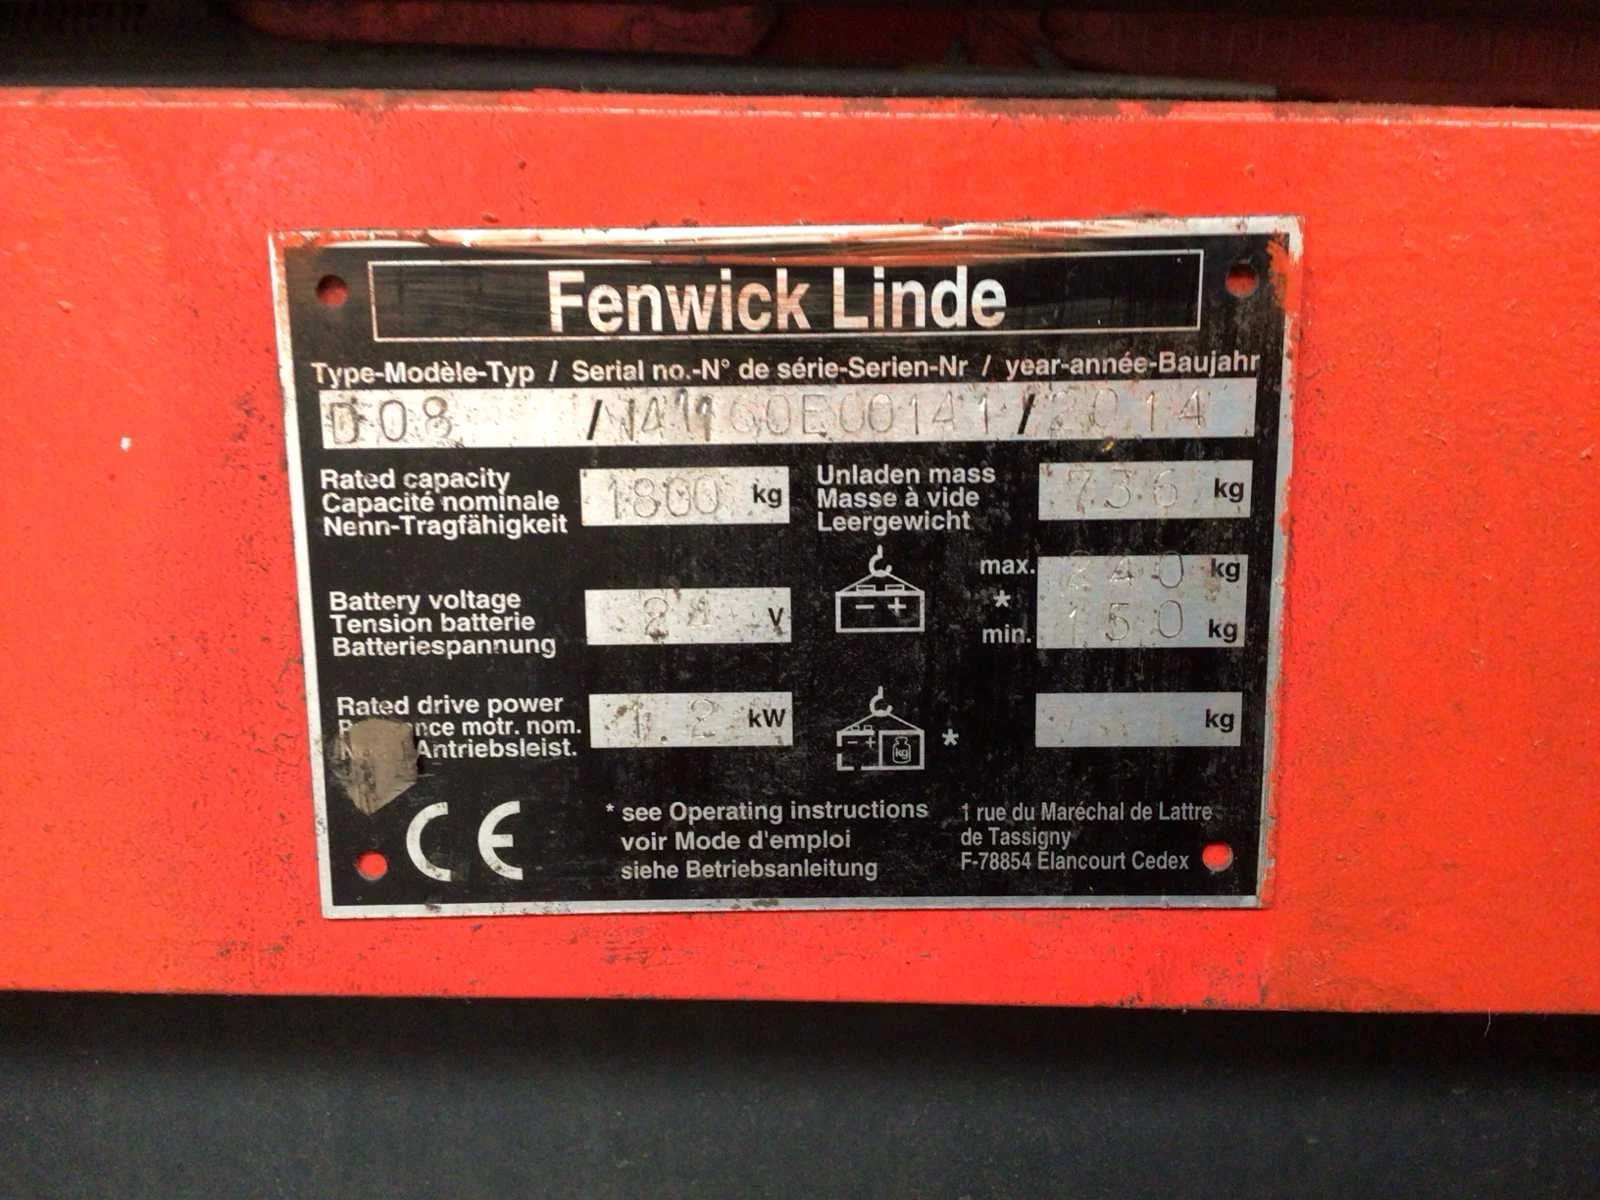 Fenwick Linde
Type-Modèle-Typ / Serial no.-N° de série-Serien-Nr / year-année-Baujahr
D08 / / 2014
Rated capacity
Capacité nominale
Nenn-Tragfähigkeit
1800 kg
Unladen mass
Masse à vide
Leergewicht
736 kg
Battery voltage
Tension batterie
Batteriespannung
24 V
- +
max. 240 kg
*
min. 150 kg
Rated drive power
motr. nom.
Antriebsleist.
1.2 kW
- + kg
*
kg
CE
* see Operating instructions
voir Mode d'emploi
siehe Betriebsanleitung
1 rue du Maréchal de Lattre
de Tassigny
F-78854 Elancourt Cedex